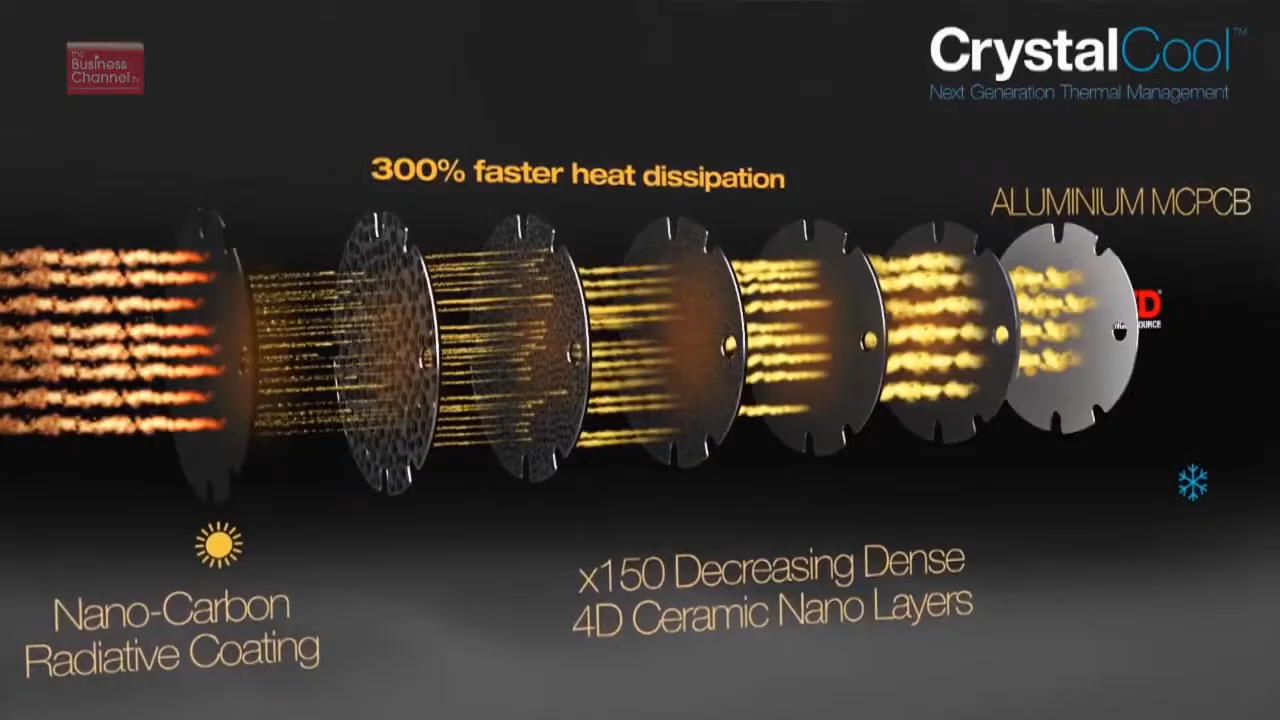 the
Business
Channel.tv
CrystalCool™
Next Generation Thermal Management
300% faster heat dissipation
ALUMINIUM MCPCB
Nano-Carbon
Radiative Coating
x150 Decreasing Dense
4D Ceramic Nano Layers